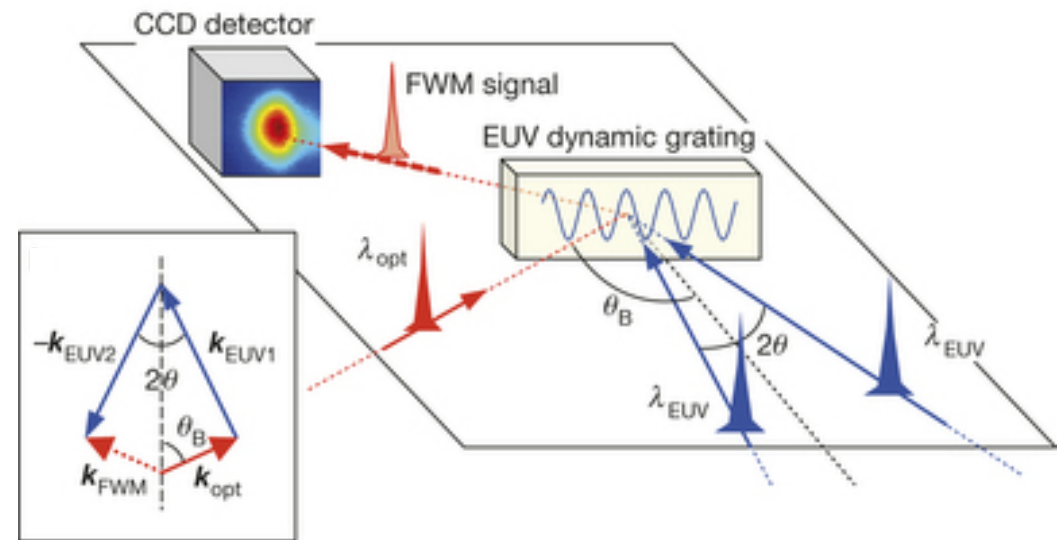 CCD detector
FWM signal
EUV dynamic grating
λopt
θB
2θ
λEUV
λEUV
−kEUV2
kEUV1
2θ
θB
kFWM
kopt